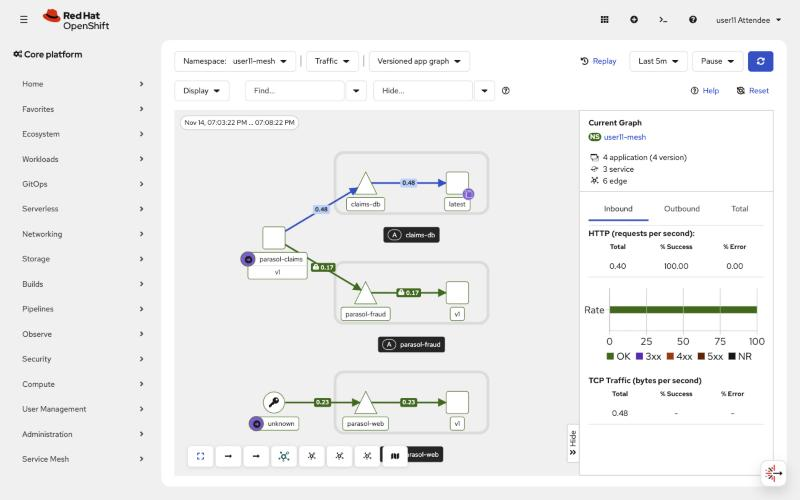 Red Hat
OpenShift
user11 Attendee
Core platform
Home
Favorites
Ecosystem
Workloads
GitOps
Serverless
Networking
Storage
Builds
Pipelines
Observe
Security
Compute
User Management
Administration
Service Mesh
Namespace: user11-mesh
Traffic
Versioned app graph
Replay
Last 5m
Pause
Display
Find...
Hide...
Help
Reset
Nov 14, 07:03:22 PM ... 07:08:22 PM
0.48
claims-db
0.48
latest
A claims-db
parasol-claims
v1
0.17
parasol-fraud
0.17
v1
A parasol-fraud
unknown
0.23
parasol-web
0.23
v1
Hide
Current Graph
NS user11-mesh
4 application (4 version)
3 service
6 edge
Inbound Outbound Total
HTTP (requests per second):
Total % Success % Error
0.40 100.00 0.00
Rate
0 25 50 75 100
OK 3xx 4xx 5xx NR
TCP Traffic (bytes per second)
Total % Success % Error
0.48 - -